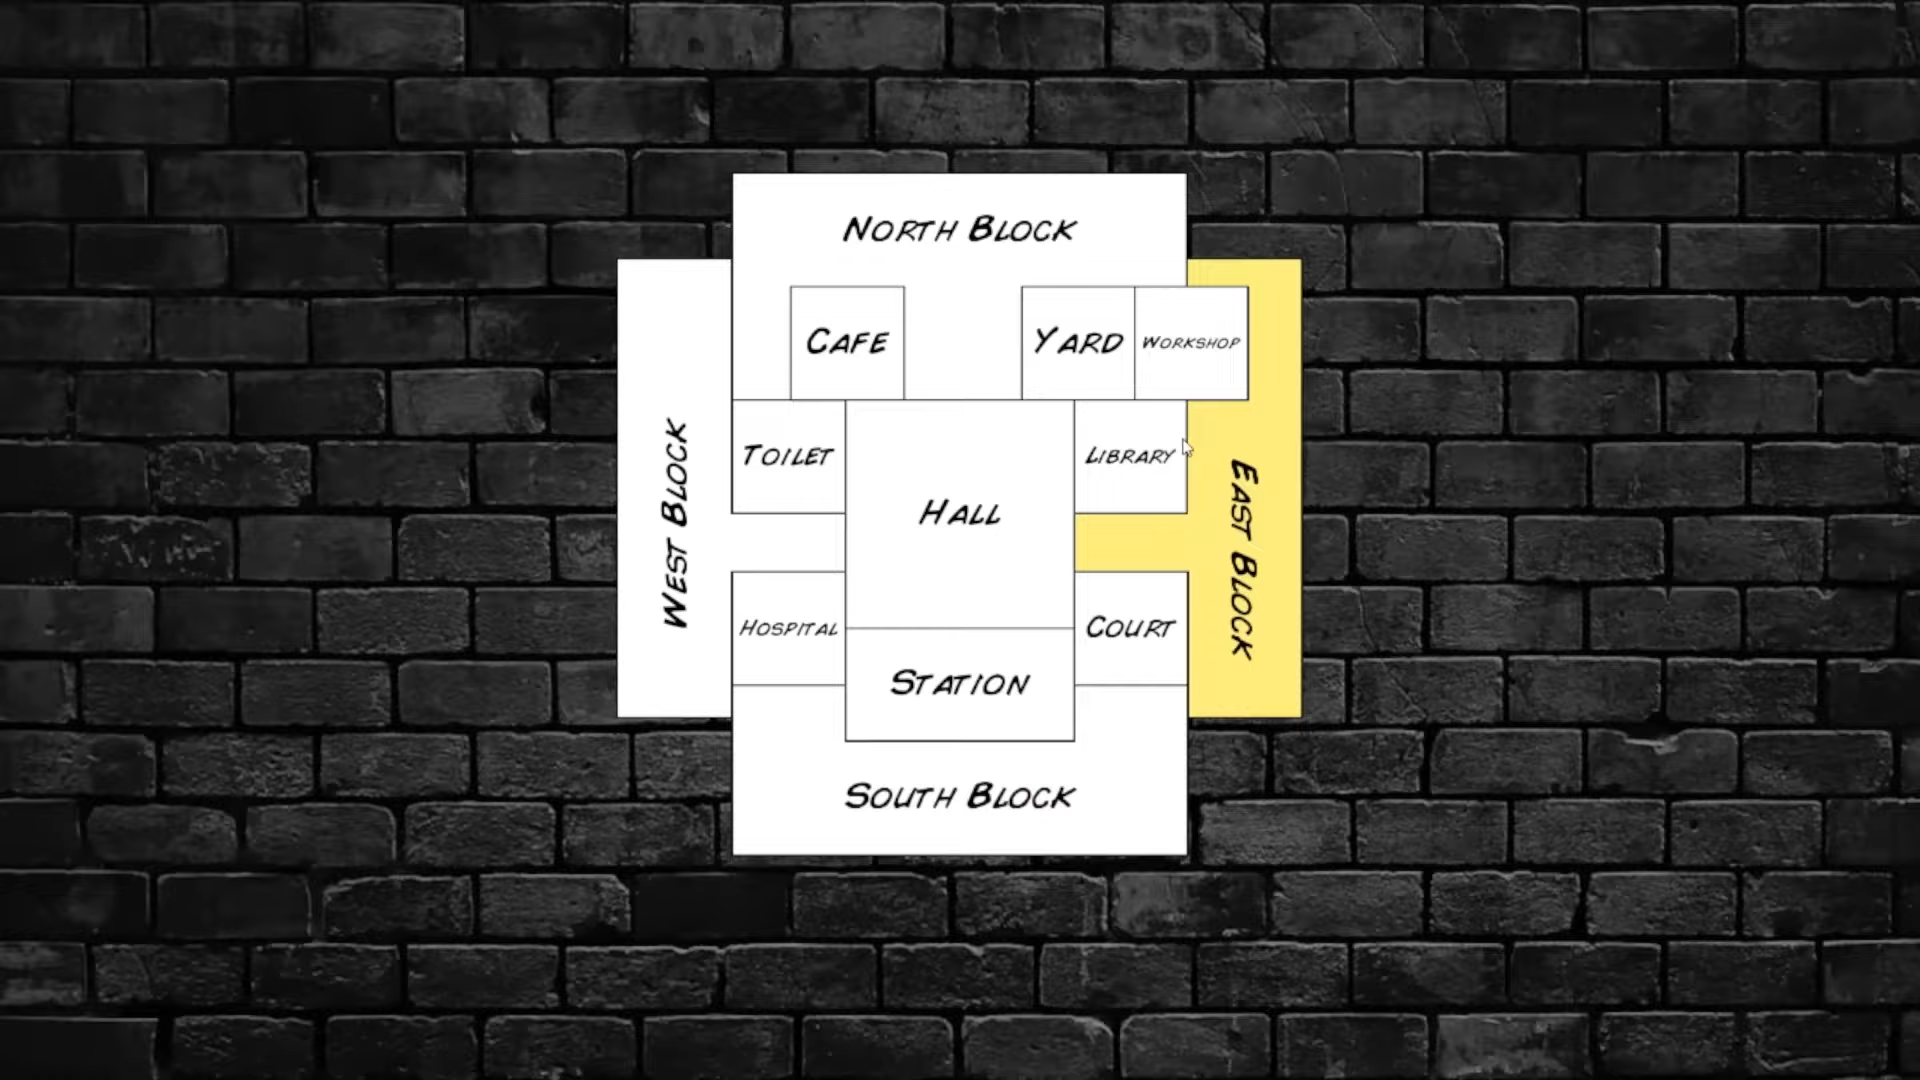 North Block
Cafe
Yard
Workshop
Toilet
Library
West Block
Hall
East Block
Hospital
Court
Station
South Block